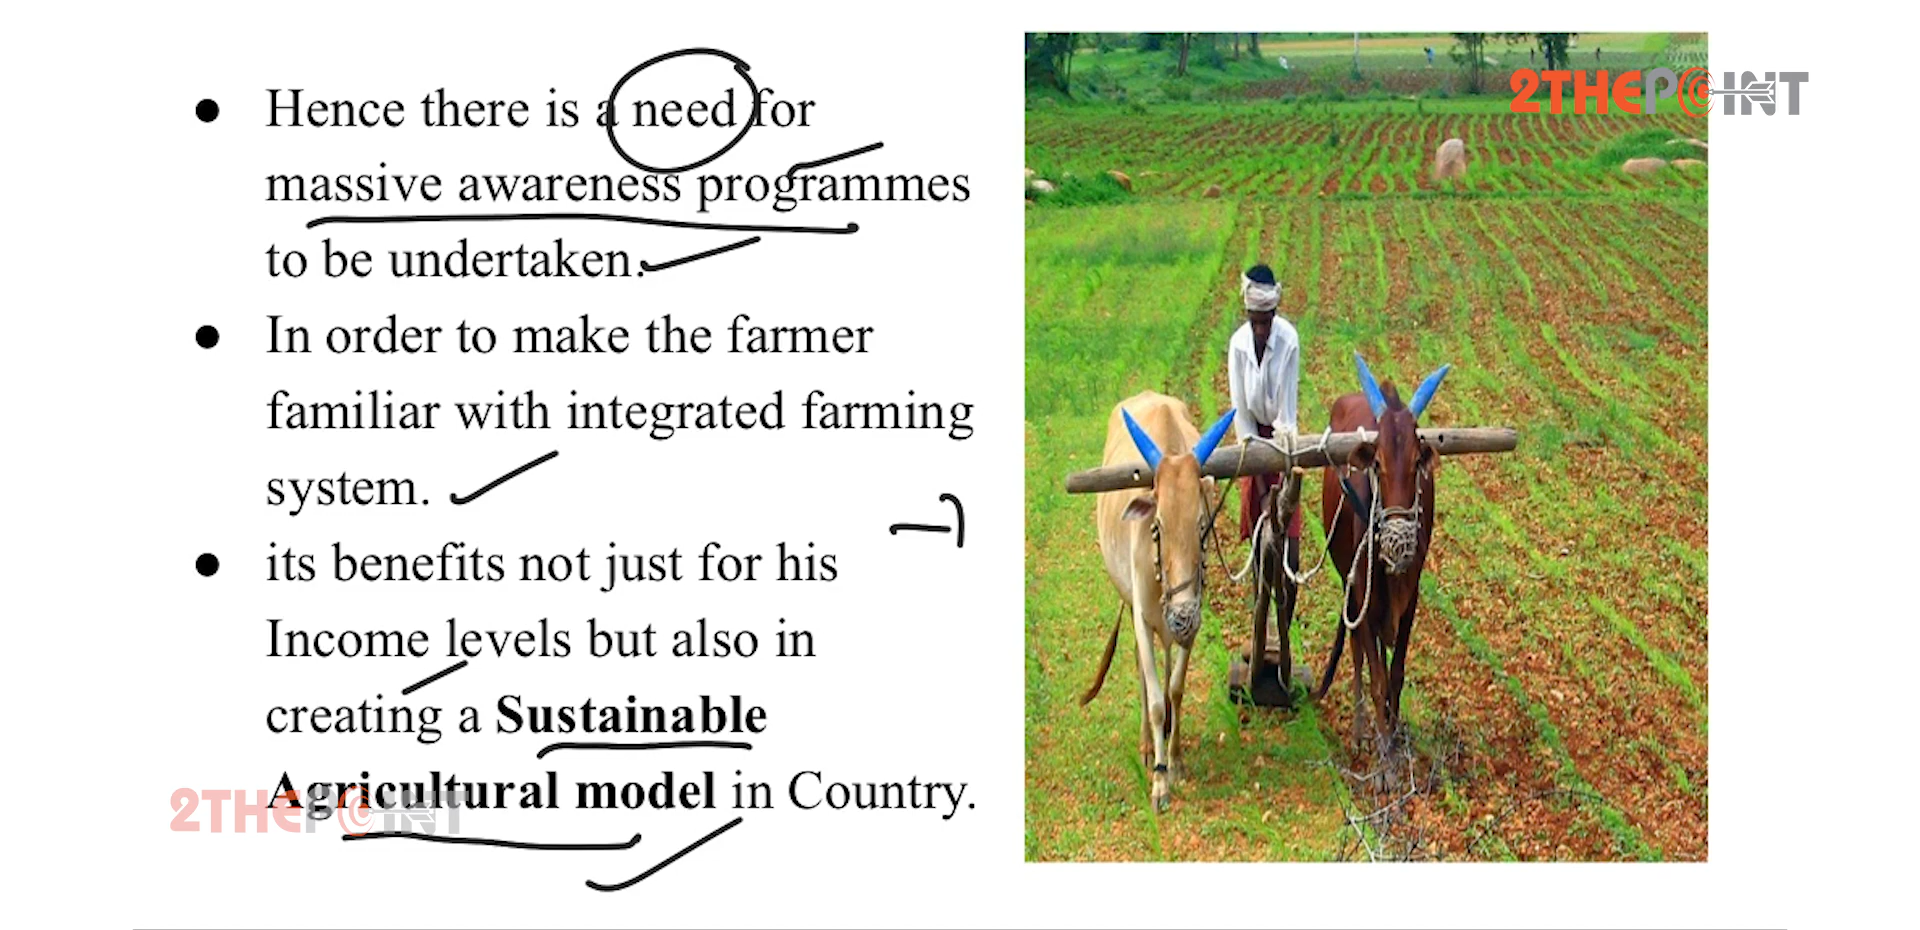 2THEPOINT
● Hence there is a need for
massive awareness programmes
to be undertaken.
● In order to make the farmer
familiar with integrated farming
system.
● its benefits not just for his
Income levels but also in
creating a Sustainable
Agricultural model in Country.
2THEPOINT